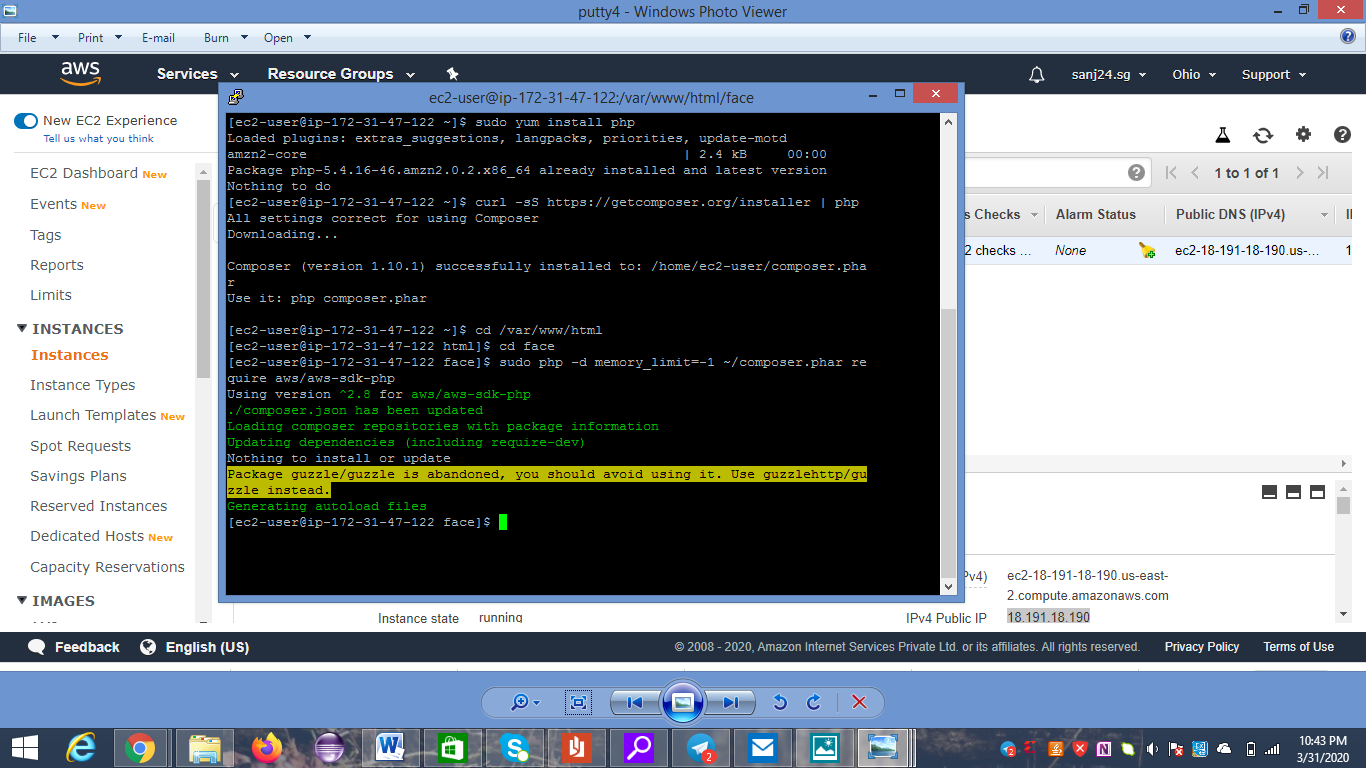 putty4 - Windows Photo Viewer
File Print E-mail Burn Open
aws Services Resource Groups sanj24.sg Ohio Support
ec2-user@ip-172-31-47-122:/var/www/html/face
[ec2-user@ip-172-31-47-122 ~]$ sudo yum install php
Loaded plugins: extras_suggestions, langpacks, priorities, update-motd
amzn2-core | 2.4 kB 00:00
Package php-5.4.16-46.amzn2.0.2.x86_64 already installed and latest version
Nothing to do
[ec2-user@ip-172-31-47-122 ~]$ curl -sS https://getcomposer.org/installer | php
All settings correct for using Composer
Downloading...
Composer (version 1.10.1) successfully installed to: /home/ec2-user/composer.pha
r
Use it: php composer.phar
[ec2-user@ip-172-31-47-122 ~]$ cd /var/www/html
[ec2-user@ip-172-31-47-122 html]$ cd face
[ec2-user@ip-172-31-47-122 face]$ sudo php -d memory_limit=-1 ~/composer.phar re
quire aws/aws-sdk-php
Using version ^2.8 for aws/aws-sdk-php
./composer.json has been updated
Loading composer repositories with package information
Updating dependencies (including require-dev)
Nothing to install or update
Package guzzle/guzzle is abandoned, you should avoid using it. Use guzzlehttp/gu
zzle instead.
Generating autoload files
[ec2-user@ip-172-31-47-122 face]$
New EC2 Experience
Tell us what you think
EC2 Dashboard New
Events New
Tags
Reports
Limits
INSTANCES
Instances
Instance Types
Launch Templates New
Spot Requests
Savings Plans
Reserved Instances
Dedicated Hosts New
Capacity Reservations
IMAGES
1 to 1 of 1
s Checks Alarm Status Public DNS (IPv4)
2 checks ... None ec2-18-191-18-190.us-...
Pv4) ec2-18-191-18-190.us-east-
2.compute.amazonaws.com
Instance state running IPv4 Public IP 18.191.18.190
Feedback English (US) © 2008 - 2020, Amazon Internet Services Private Ltd. or its affiliates. All rights reserved. Privacy Policy Terms of Use
10:43 PM
3/31/2020